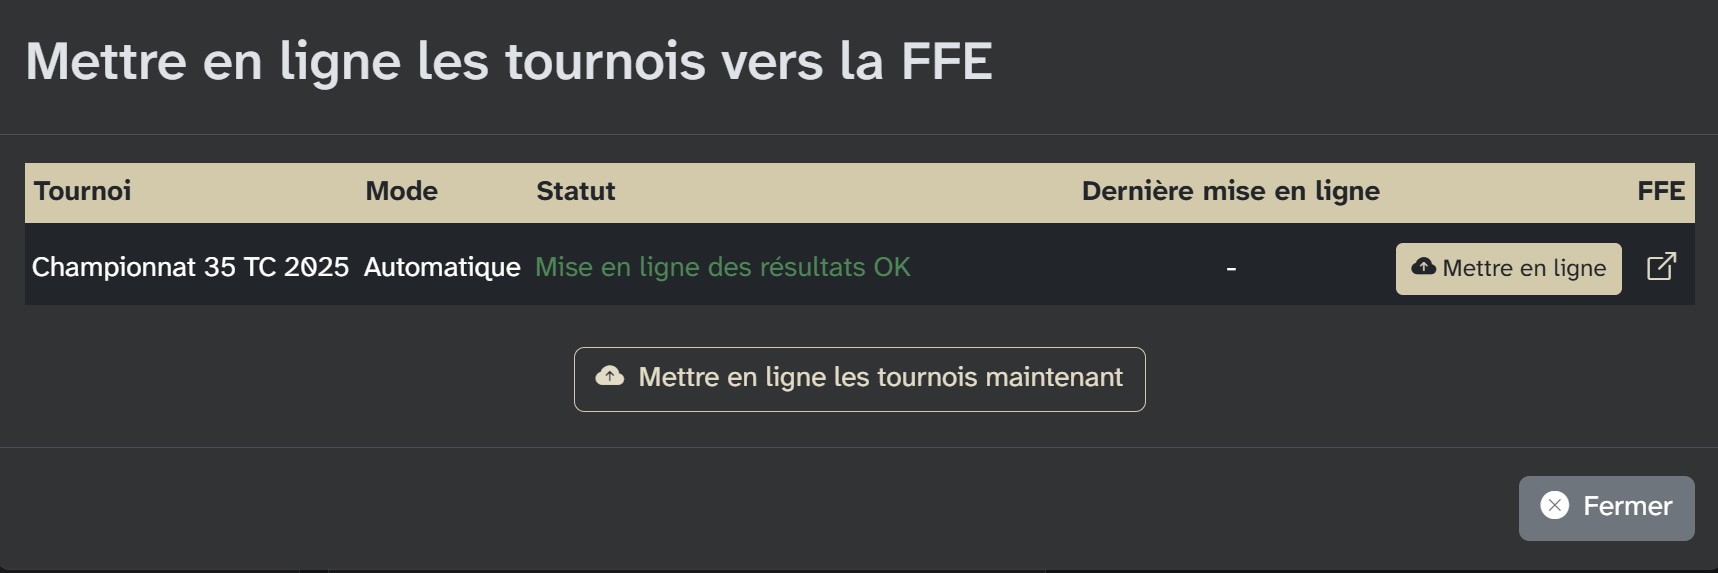 Mettre en ligne les tournois vers la FFE
Tournoi Mode Statut Dernière mise en ligne FFE
Championnat 35 TC 2025 Automatique Mise en ligne des résultats OK - Mettre en ligne
Mettre en ligne les tournois maintenant
Fermer